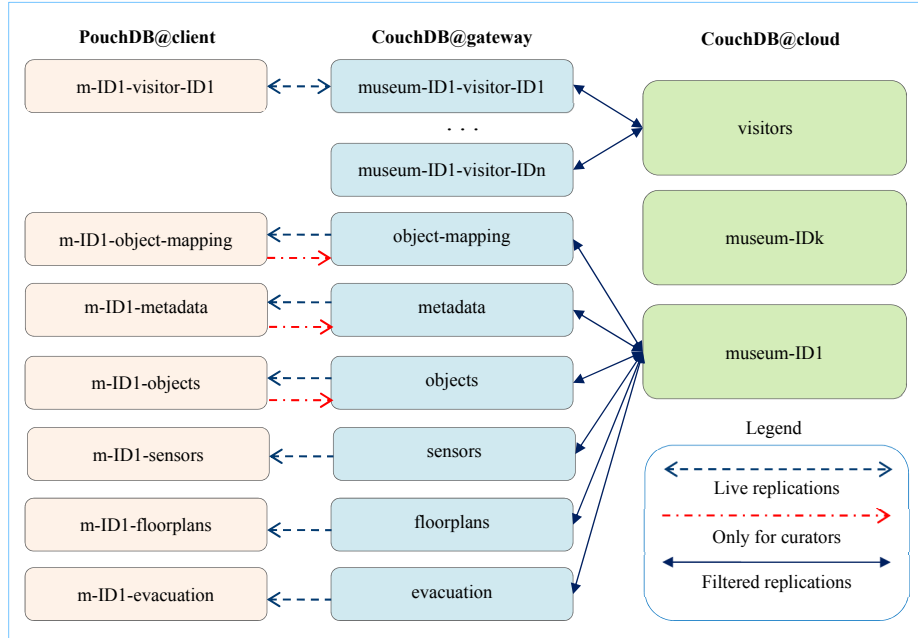 PouchDB@client
CouchDB@gateway
CouchDB@cloud
m-ID1-visitor-ID1
museum-ID1-visitor-ID1
visitors
. . .
museum-ID1-visitor-IDn
m-ID1-object-mapping
object-mapping
museum-IDk
m-ID1-metadata
metadata
museum-ID1
m-ID1-objects
objects
m-ID1-sensors
sensors
m-ID1-floorplans
floorplans
m-ID1-evacuation
evacuation
Legend
Live replications
Only for curators
Filtered replications